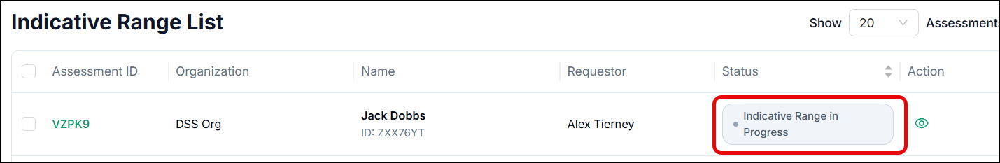 Indicative Range List
Show 20 Assessments
Assessment ID Organization Name Requestor Status Action
VZPK9 DSS Org Jack Dobbs Alex Tierney Indicative Range in
ID: ZXX76YT Progress